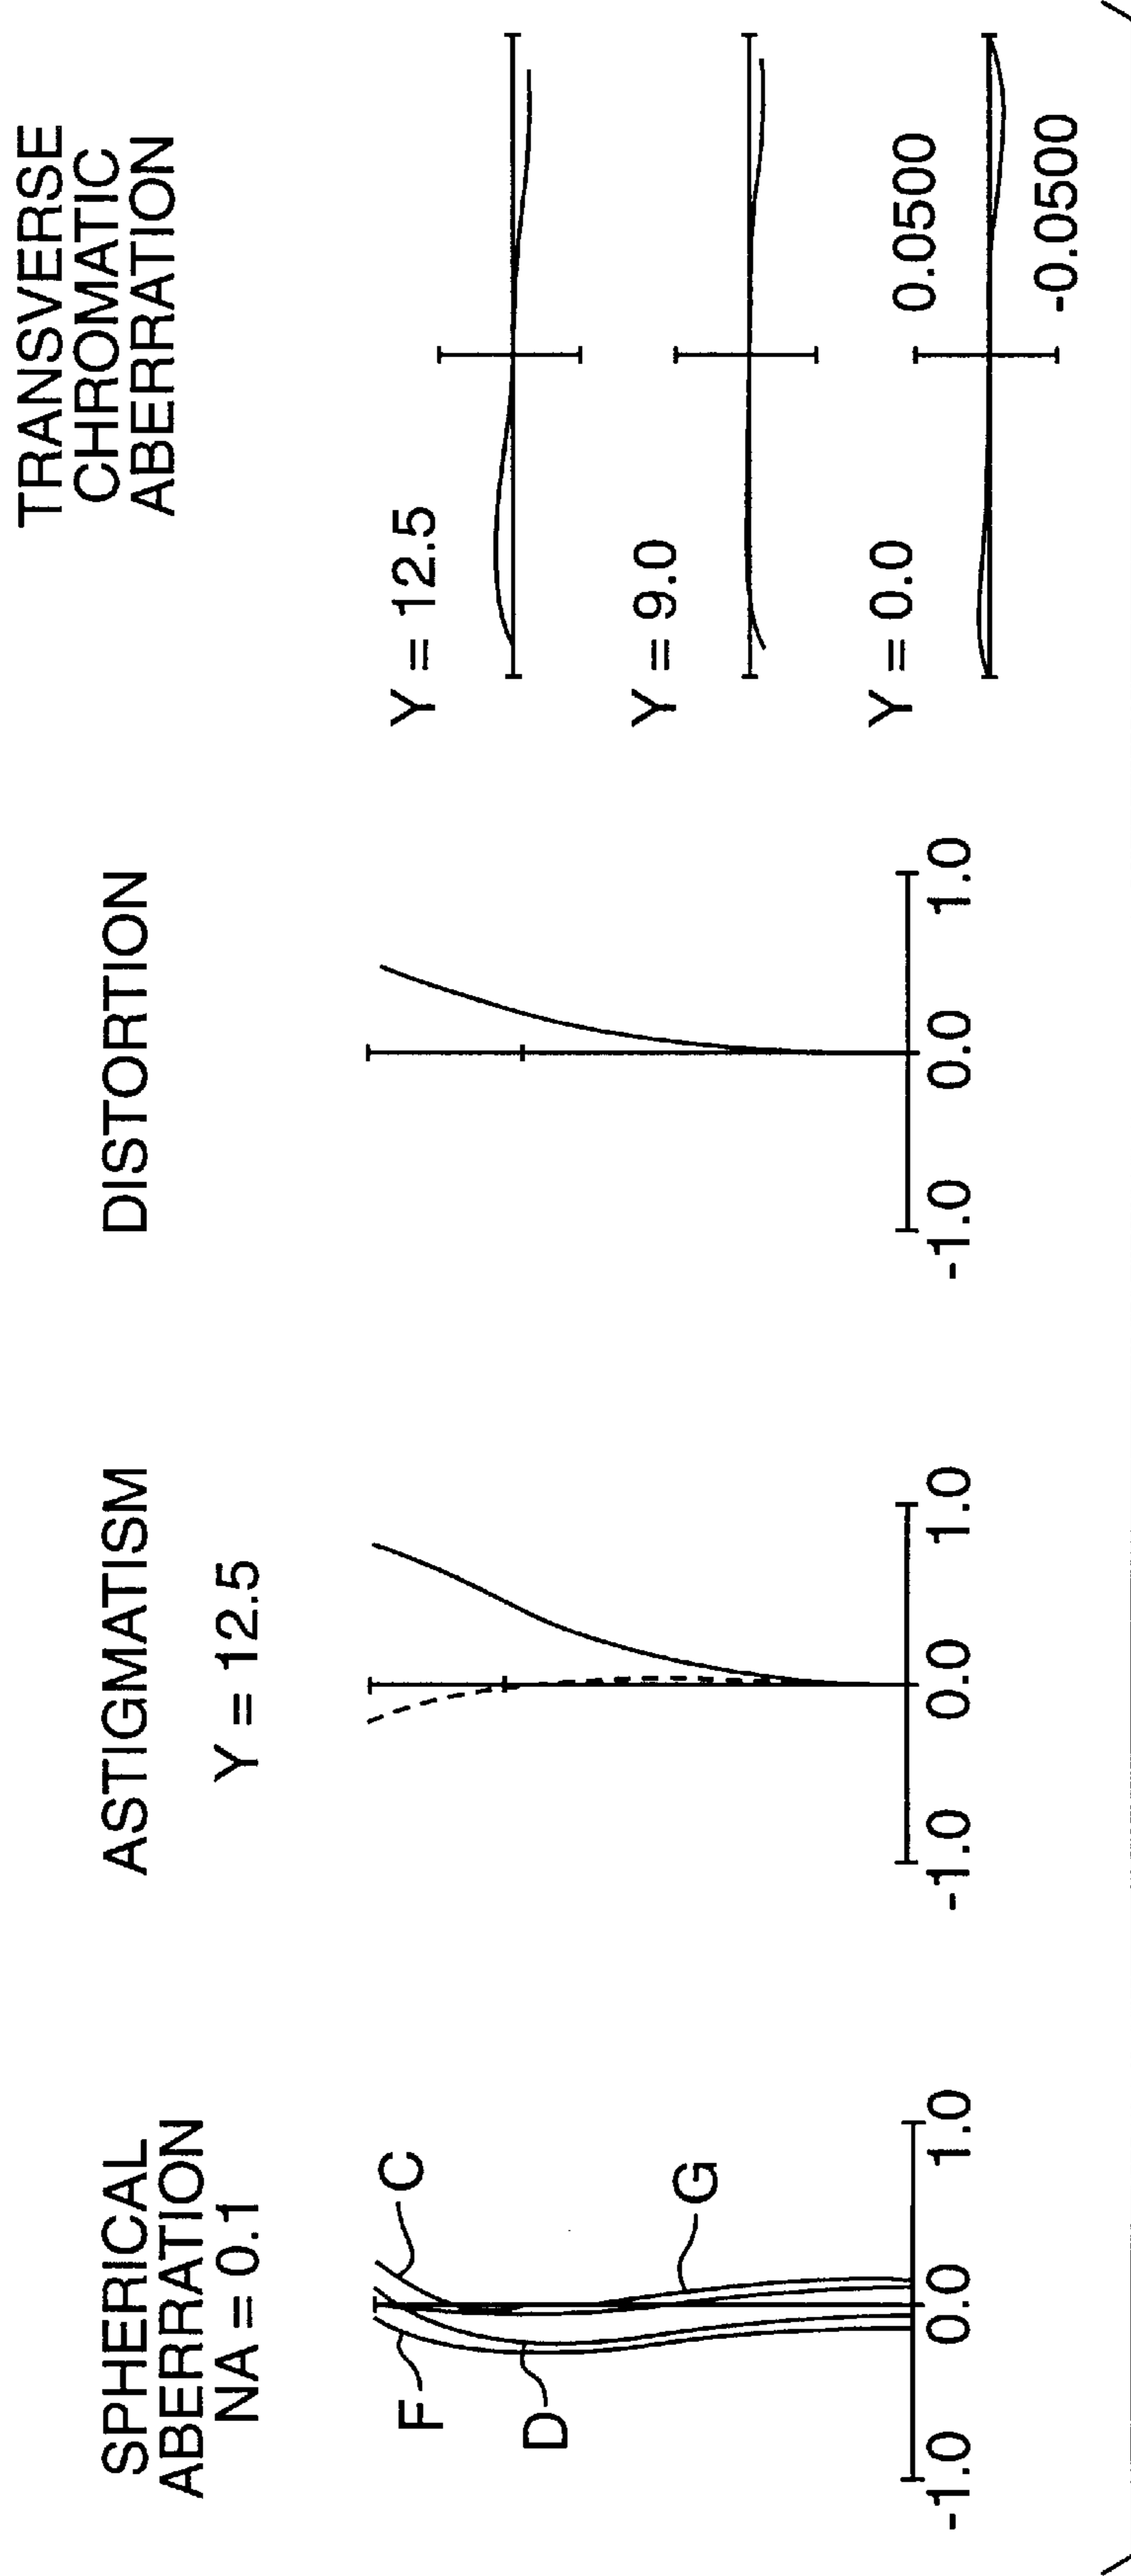 SPHERICAL
ABERRATION
NA = 0.1
F
C
D
G
-1.0 0.0 1.0
ASTIGMATISM
Y = 12.5
-1.0 0.0 1.0
DISTORTION
-1.0 0.0 1.0
TRANSVERSE
CHROMATIC
ABERRATION
Y = 12.5
Y = 9.0
Y = 0.0
0.0500
-0.0500